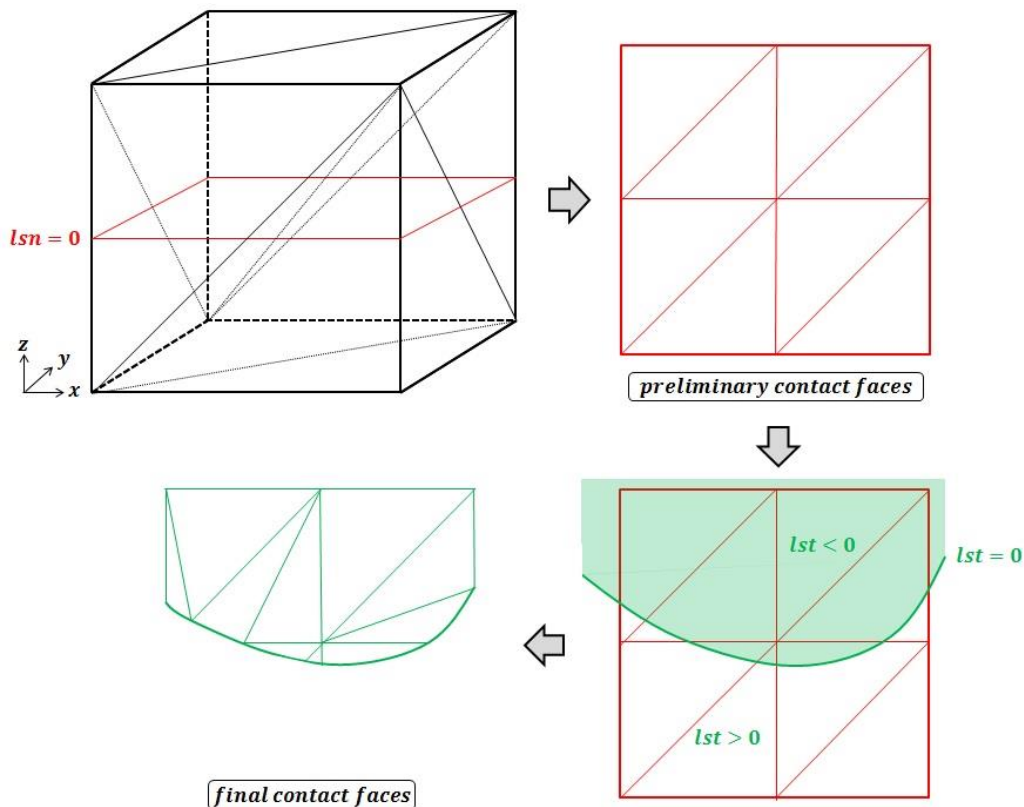 lsn = 0
z
y
x
preliminary contact faces
lst < 0
lst = 0
lst > 0
final contact faces